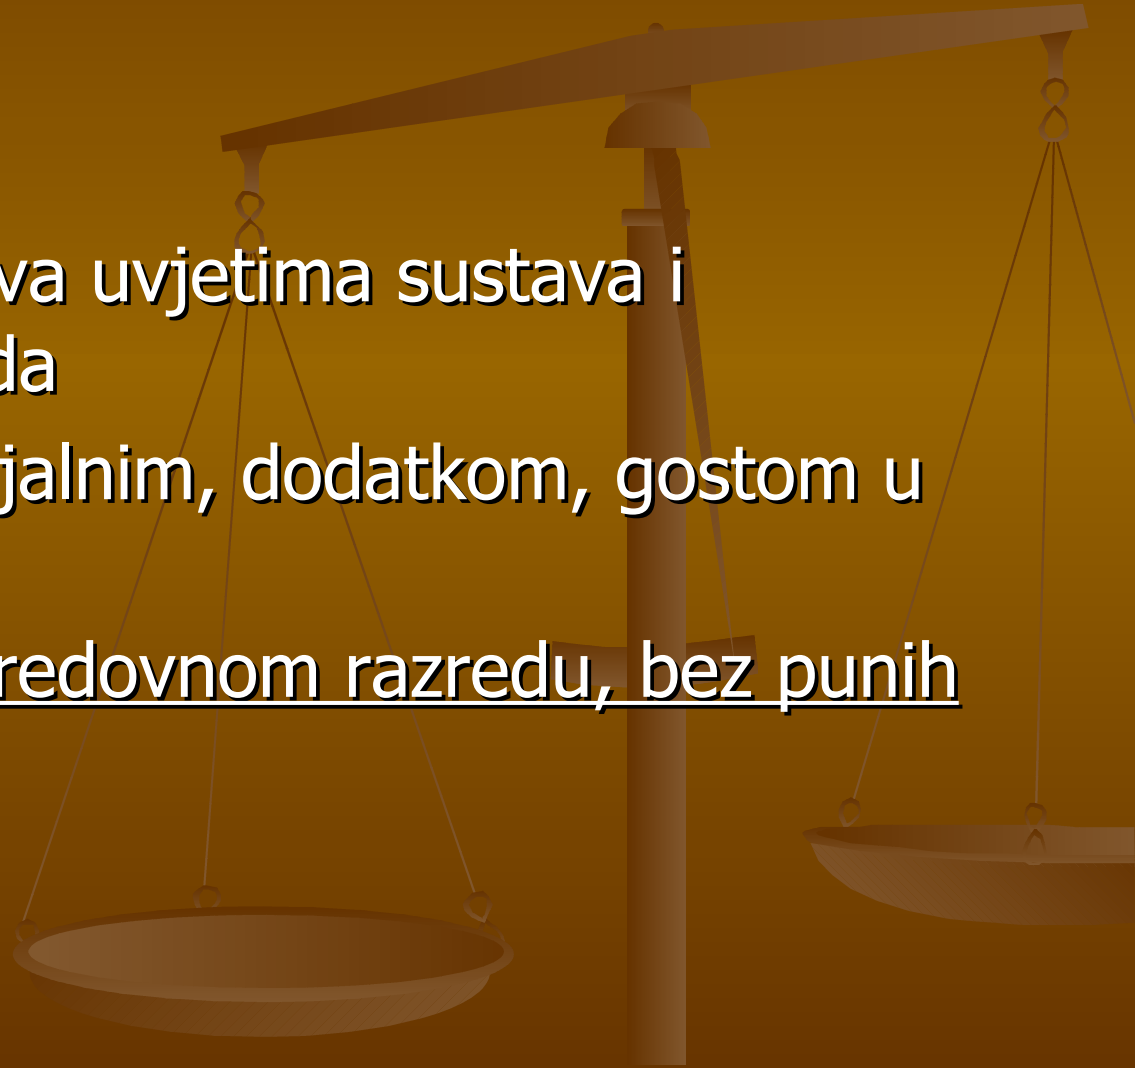 va uvjetima sustava i
da
jalnim, dodatkom, gostom u
redovnom razredu, bez punih